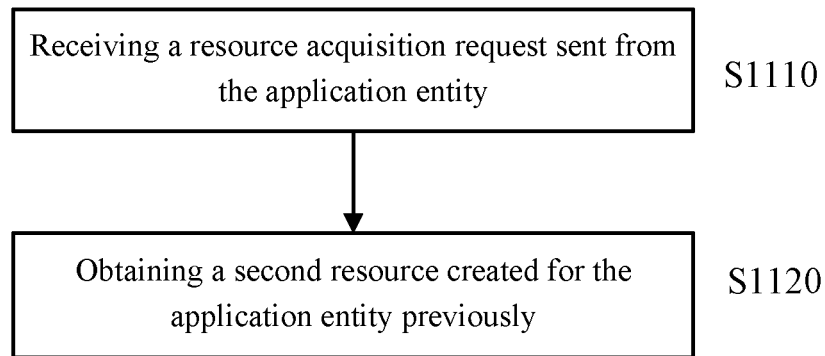 Receiving a resource acquisition request sent from
the application entity
S1110
Obtaining a second resource created for the
application entity previously
S1120